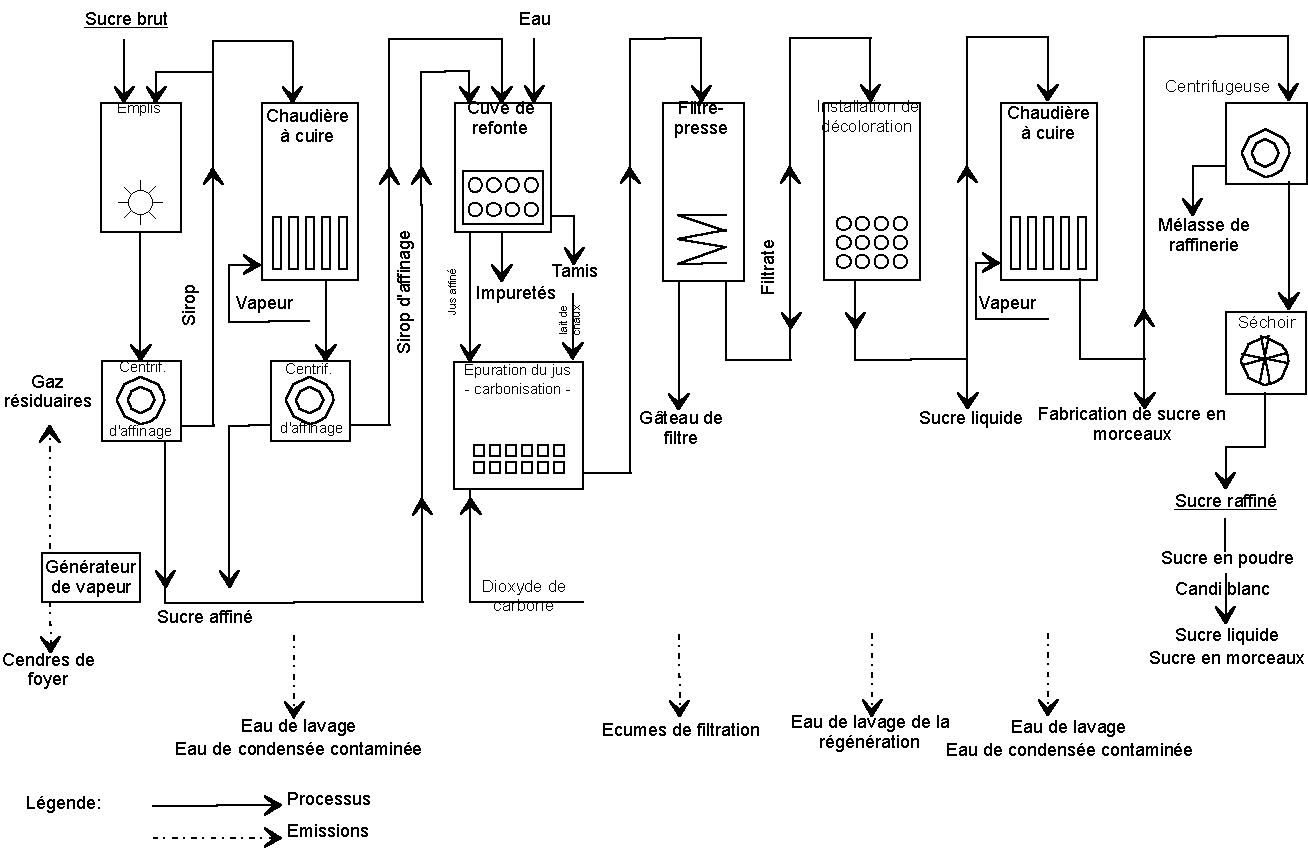 Sucre brut
Eau
Emplis
Chaudière
à cuire
Cuve de
refonte
Filtre-
presse
Installation de
décoloration
Chaudière
à cuire
Centrifugeuse
Mélasse de
raffinerie
Sirop
Vapeur
Sirop d'affinage
Jus affiné
Impuretés
Tamis
lait de
chaux
Filtrate
Vapeur
Séchoir
Gaz
résiduaires
Centrif.
d'affinage
Centrif.
d'affinage
Epuration du jus
- carbonisation -
Gâteau de
filtre
Sucre liquide
Fabrication de sucre en
morceaux
Sucre raffiné
Sucre en poudre
Candi blanc
Sucre liquide
Sucre en morceaux
Générateur
de vapeur
Dioxyde de
carbone
Sucre affiné
Cendres de
foyer
Eau de lavage
Eau de condensée contaminée
Ecumes de filtration
Eau de lavage de la
régénération
Eau de lavage
Eau de condensée contaminée
Légende:
Processus
Emissions